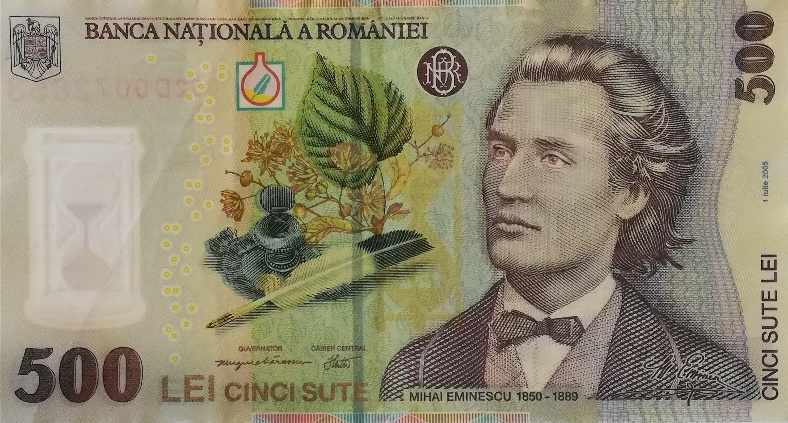 BANCA NAȚIONALĂ A ROMÂNIEI
500
1 iulie 2005
CINCI SUTE LEI
GUVERNATOR
CASIER CENTRAL
500 LEI CINCI SUTE
MIHAI EMINESCU 1850 - 1889